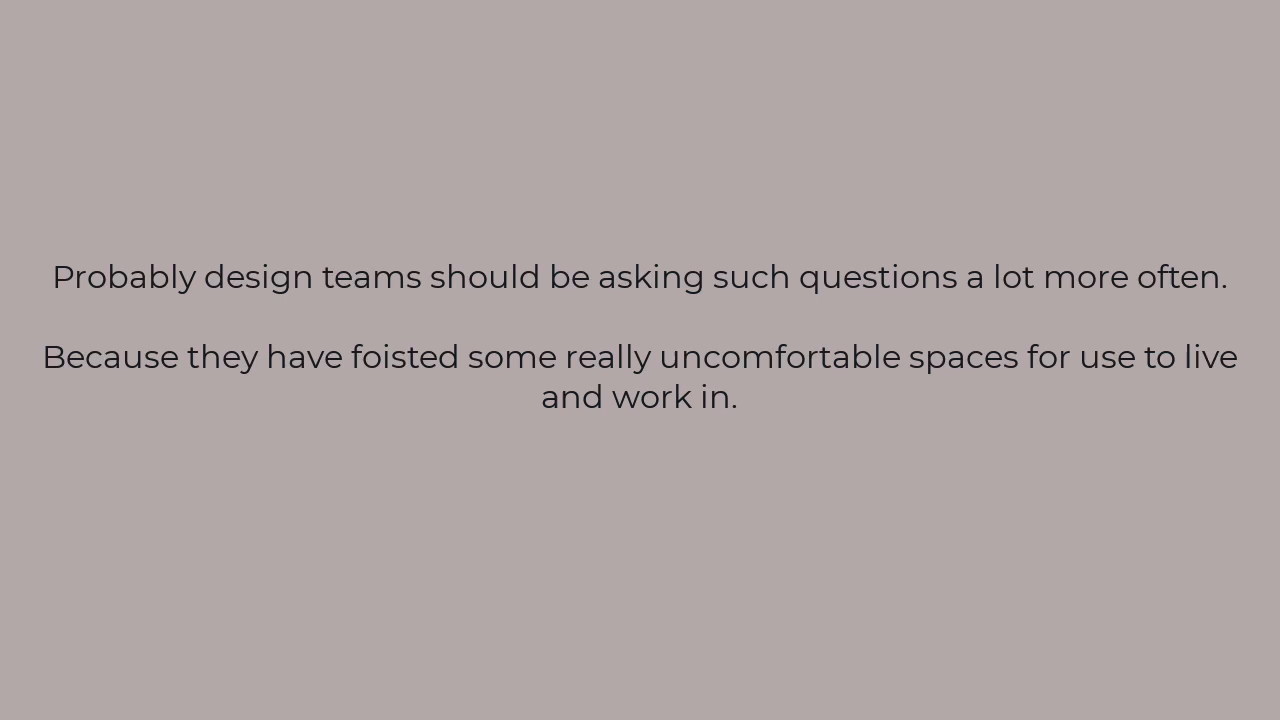 Probably design teams should be asking such questions a lot more often.
Because they have foisted some really uncomfortable spaces for use to live
and work in.